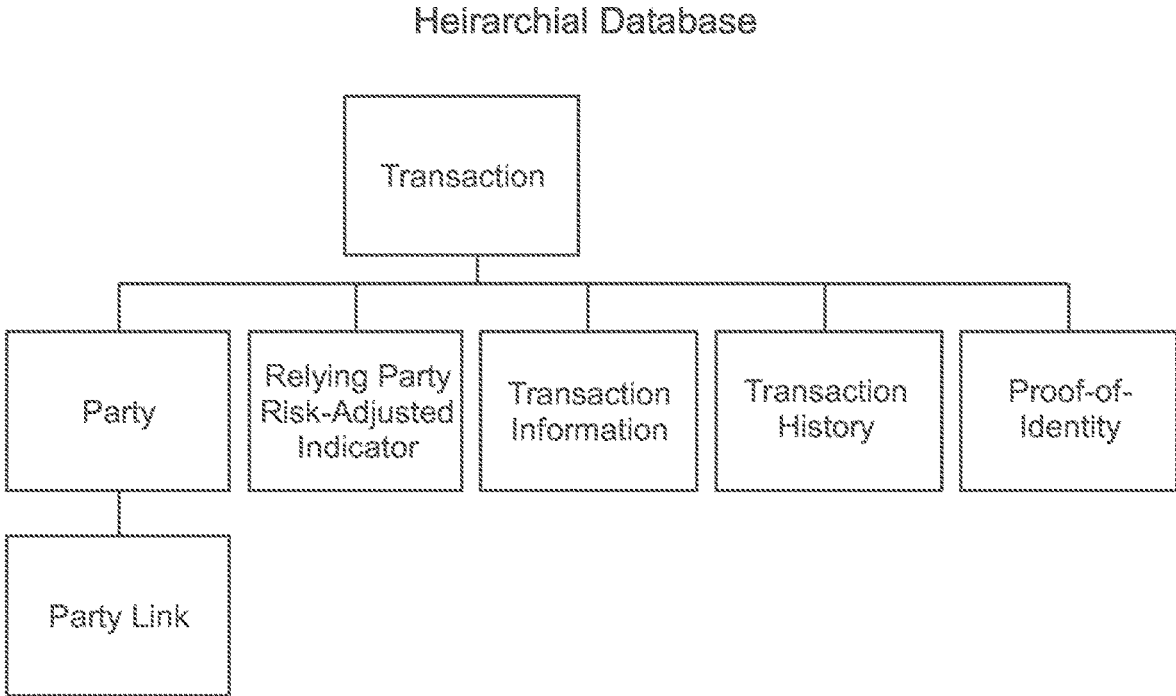 Heirarchial Database
Transaction
Party
Relying Party
Risk-Adjusted
Indicator
Transaction
Information
Transaction
History
Proof-of-
Identity
Party Link